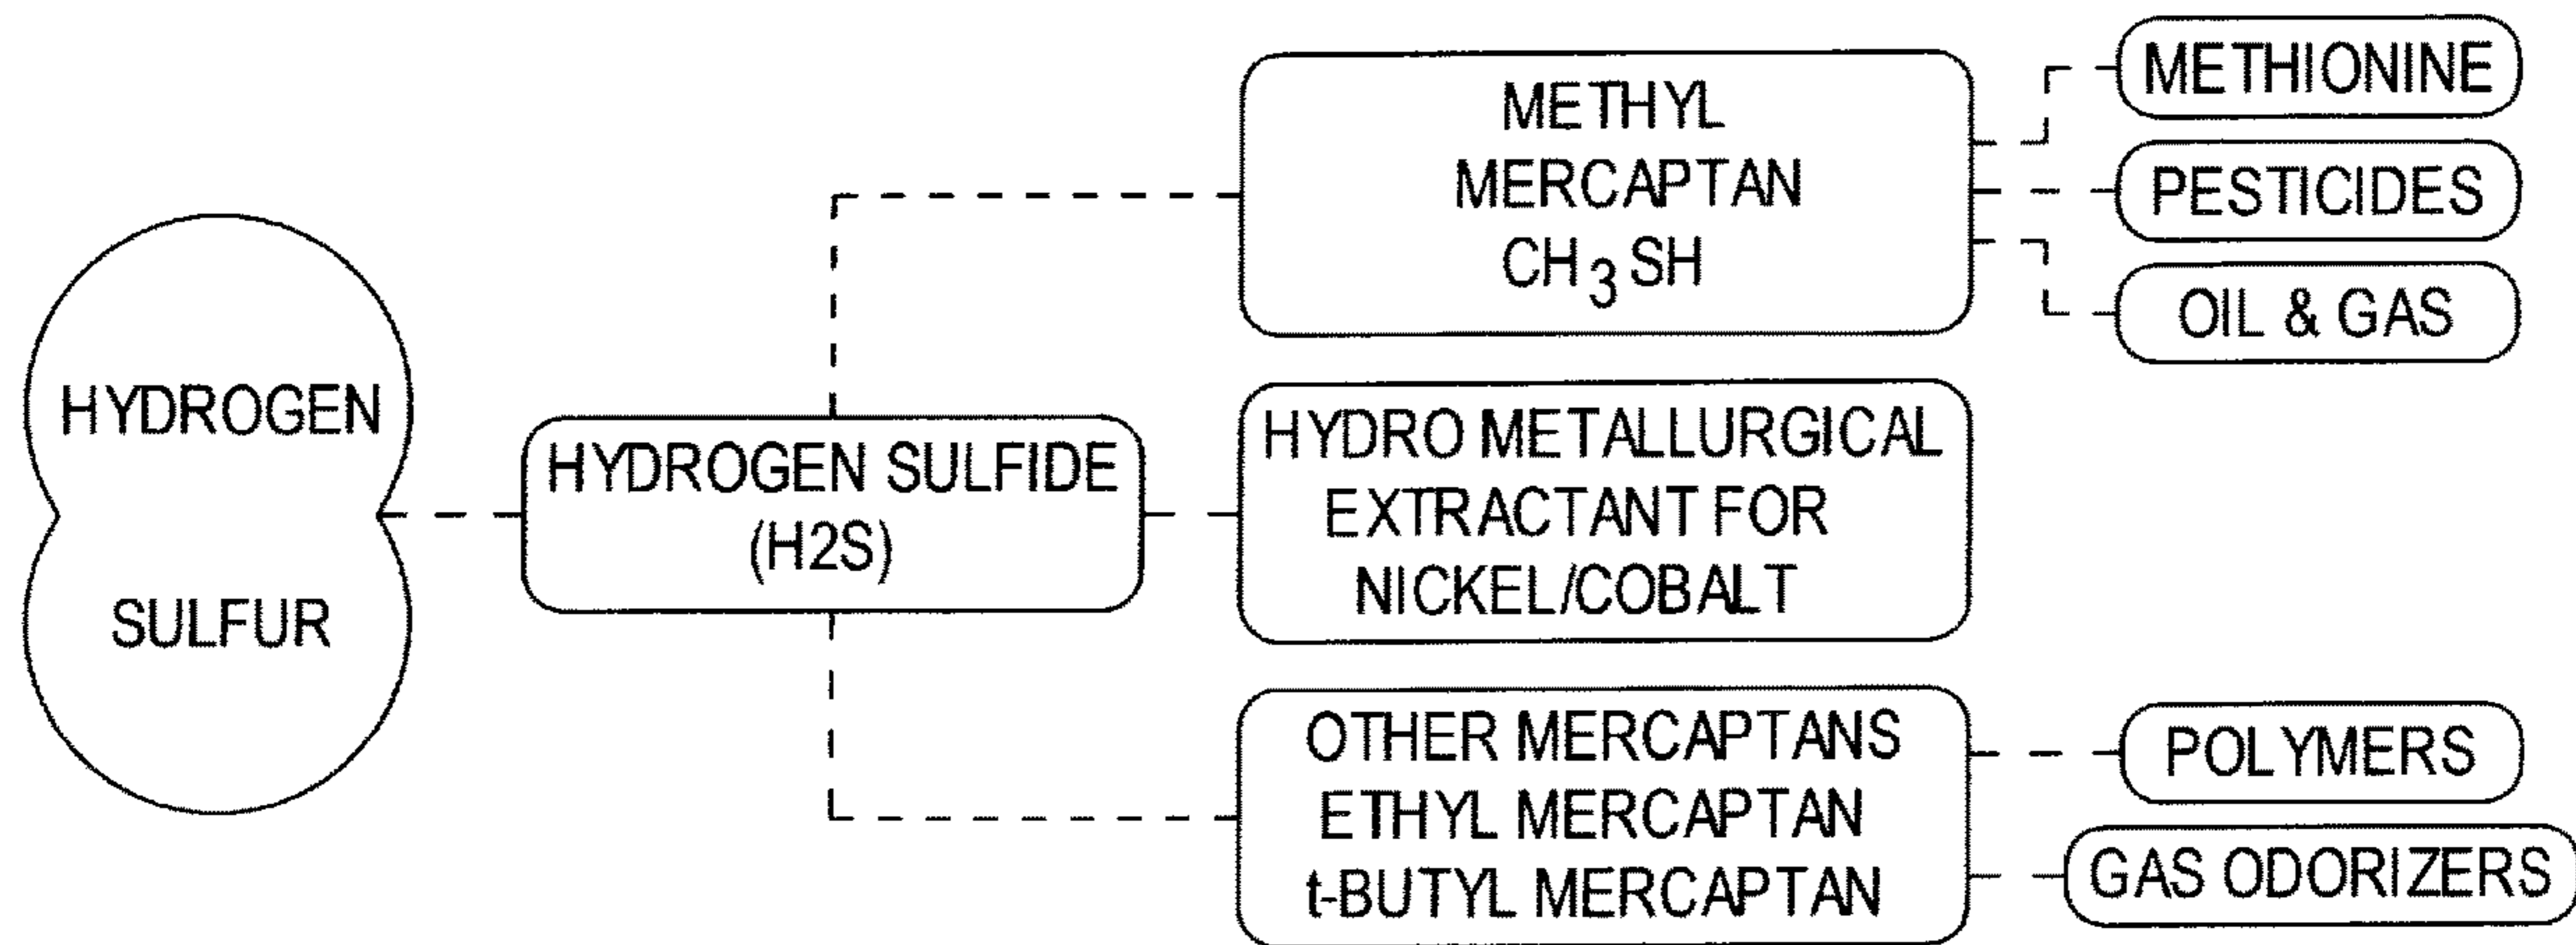 HYDROGEN
SULFUR
HYDROGEN SULFIDE
(H2S)
METHYL
MERCAPTAN
CH3SH
METHIONINE
PESTICIDES
OIL & GAS
HYDRO METALLURGICAL
EXTRACTANT FOR
NICKEL/COBALT
OTHER MERCAPTANS
ETHYL MERCAPTAN
t-BUTYL MERCAPTAN
POLYMERS
GAS ODORIZERS